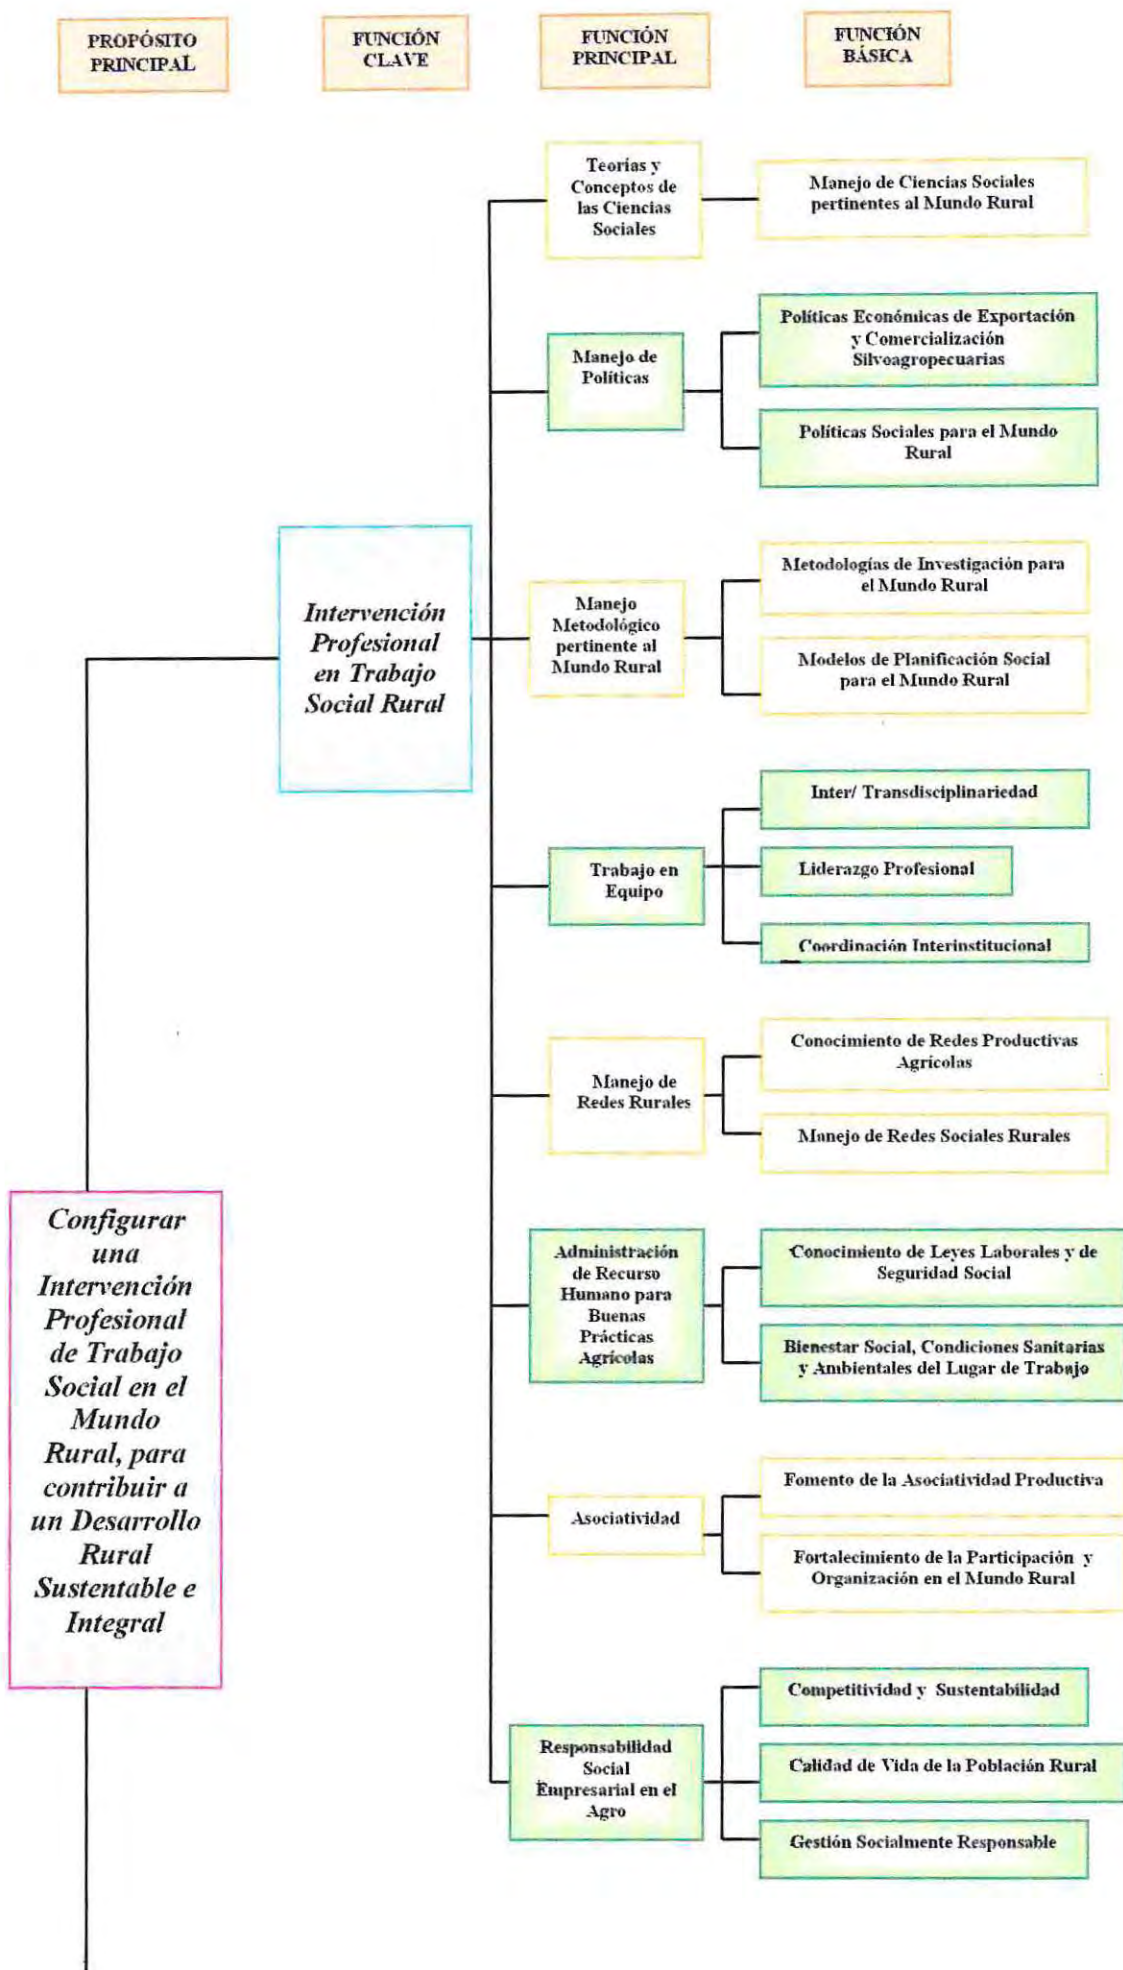 PROPÓSITO
PRINCIPAL
FUNCIÓN
CLAVE
FUNCIÓN
PRINCIPAL
FUNCIÓN
BÁSICA
Teorías y
Conceptos de
las Ciencias
Sociales
Manejo de Ciencias Sociales
pertinentes al Mundo Rural
Manejo de
Políticas
Políticas Económicas de Exportación
y Comercialización
Silvoagropecuarias
Políticas Sociales para el Mundo
Rural
Intervención
Profesional
en Trabajo
Social Rural
Manejo
Metodológico
pertinente al
Mundo Rural
Metodologías de Investigación para
el Mundo Rural
Modelos de Planificación Social
para el Mundo Rural
Trabajo en
Equipo
Inter/ Transdisciplinariedad
Liderazgo Profesional
Coordinación Interinstitucional
Manejo de
Redes Rurales
Conocimiento de Redes Productivas
Agrícolas
Manejo de Redes Sociales Rurales
Configurar
una
Intervención
Profesional
de Trabajo
Social en el
Mundo
Rural, para
contribuir a
un Desarrollo
Rural
Sustentable e
Integral
Administración
de Recurso
Humano para
Buenas
Prácticas
Agrícolas
Conocimiento de Leyes Laborales y de
Seguridad Social
Bienestar Social, Condiciones Sanitarias
y Ambientales del Lugar de Trabajo
Asociatividad
Fomento de la Asociatividad Productiva
Fortalecimiento de la Participación y
Organización en el Mundo Rural
Responsabilidad
Social
Empresarial en el
Agro
Competitividad y Sustentabilidad
Calidad de Vida de la Población Rural
Gestión Socialmente Responsable